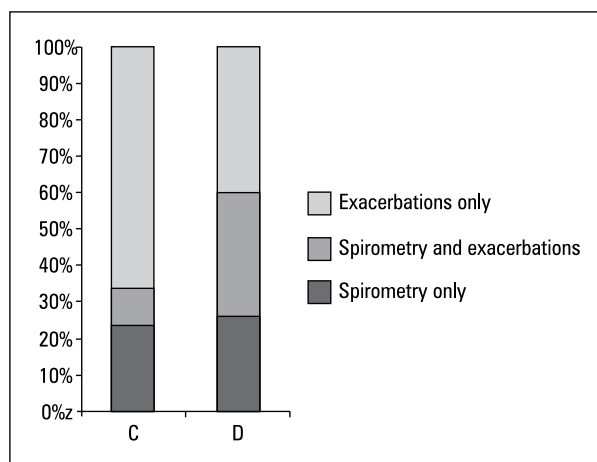 100%
90%
80%
70%
60%
50%
40%
30%
20%
10%
0%z
C D
Exacerbations only
Spirometry and exacerbations
Spirometry only